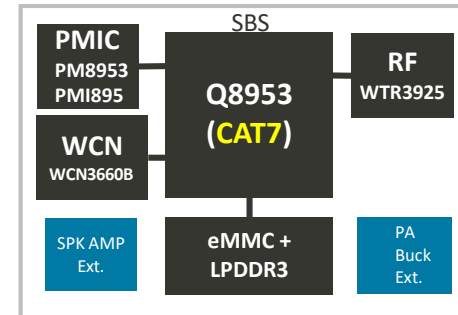 SBS
PMIC
PM8953
PMI895
Q8953
(CAT7)
RF
WTR3925
WCN
WCN3660B
SPK AMP
Ext.
eMMC +
LPDDR3
PA
Buck
Ext.